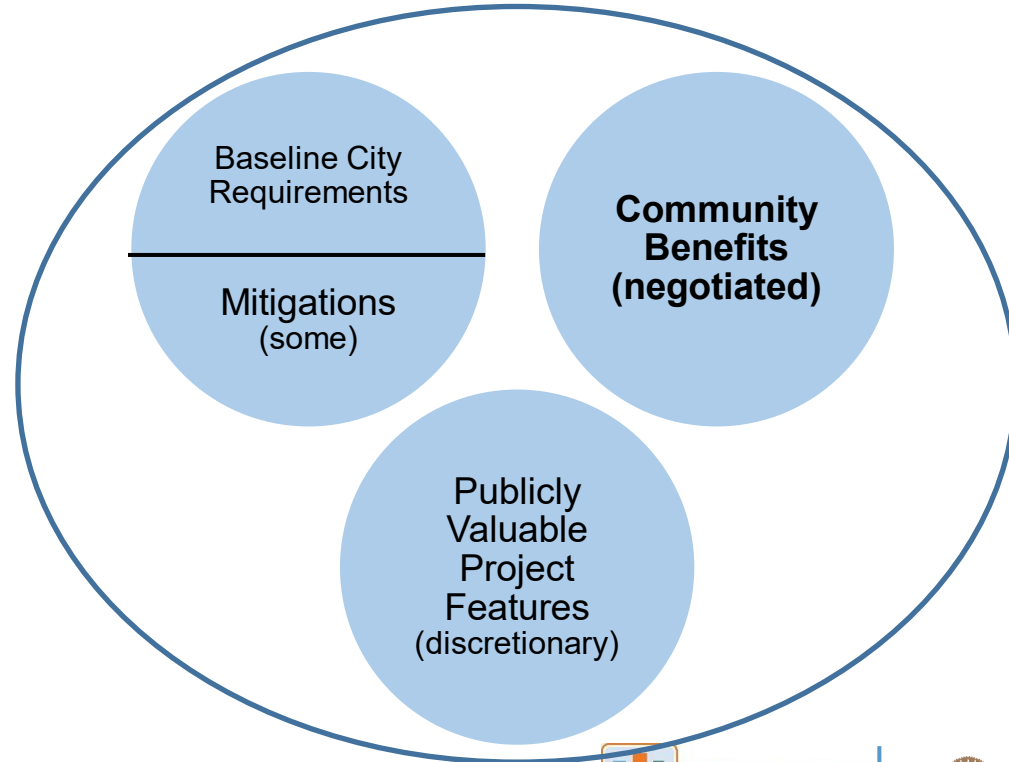 Baseline City
Requirements
Mitigations
(some)
Community
Benefits
(negotiated)
Publicly
Valuable
Project
Features
(discretionary)